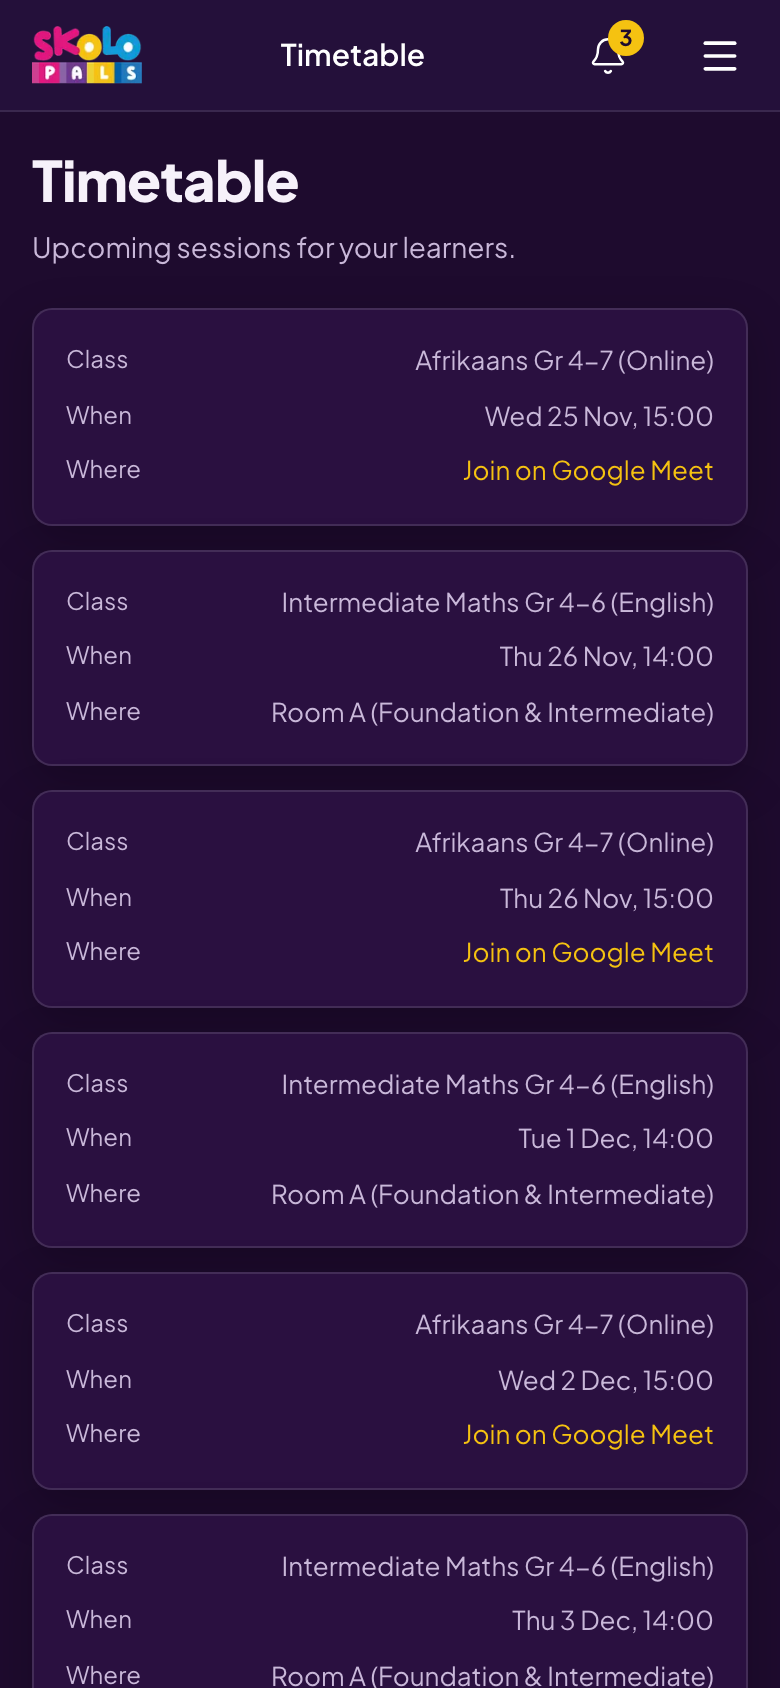 SKOLO
PALS
Timetable
3
Timetable
Upcoming sessions for your learners.
Class Afrikaans Gr 4–7 (Online)
When Wed 25 Nov, 15:00
Where Join on Google Meet
Class Intermediate Maths Gr 4–6 (English)
When Thu 26 Nov, 14:00
Where Room A (Foundation & Intermediate)
Class Afrikaans Gr 4–7 (Online)
When Thu 26 Nov, 15:00
Where Join on Google Meet
Class Intermediate Maths Gr 4–6 (English)
When Tue 1 Dec, 14:00
Where Room A (Foundation & Intermediate)
Class Afrikaans Gr 4–7 (Online)
When Wed 2 Dec, 15:00
Where Join on Google Meet
Class Intermediate Maths Gr 4–6 (English)
When Thu 3 Dec, 14:00
Where Room A (Foundation & Intermediate)